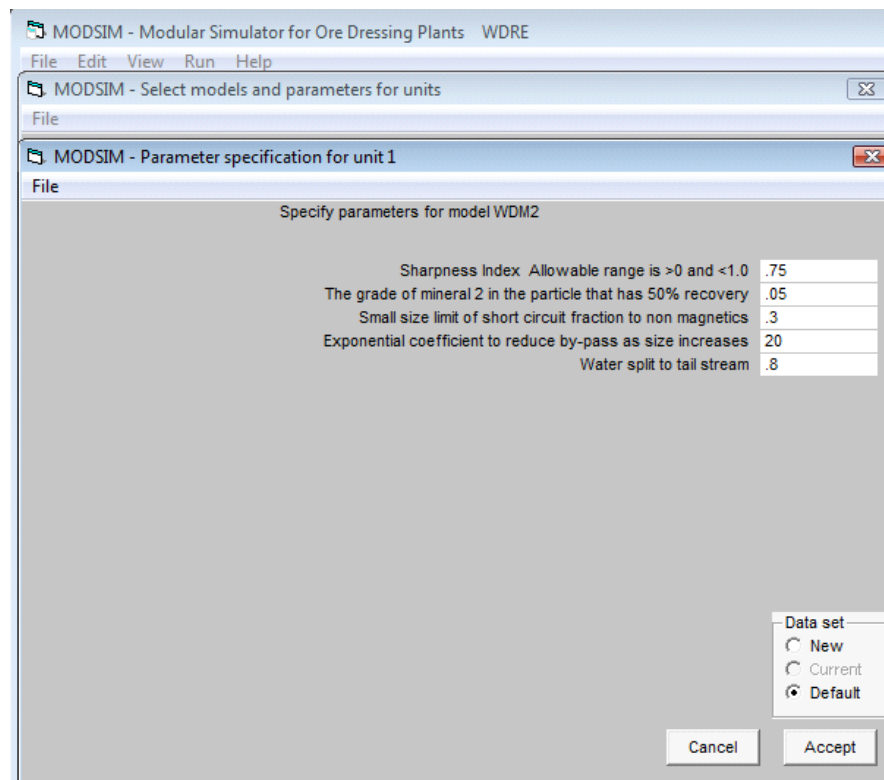 MODSIM - Modular Simulator for Ore Dressing Plants WDRE
File Edit View Run Help
MODSIM - Select models and parameters for units
File
MODSIM - Parameter specification for unit 1
File
Specify parameters for model WDM2
Sharpness Index Allowable range is >0 and <1.0 .75
The grade of mineral 2 in the particle that has 50% recovery .05
Small size limit of short circuit fraction to non magnetics .3
Exponential coefficient to reduce by-pass as size increases 20
Water split to tail stream .8
Data set
New
Current
Default
Cancel Accept